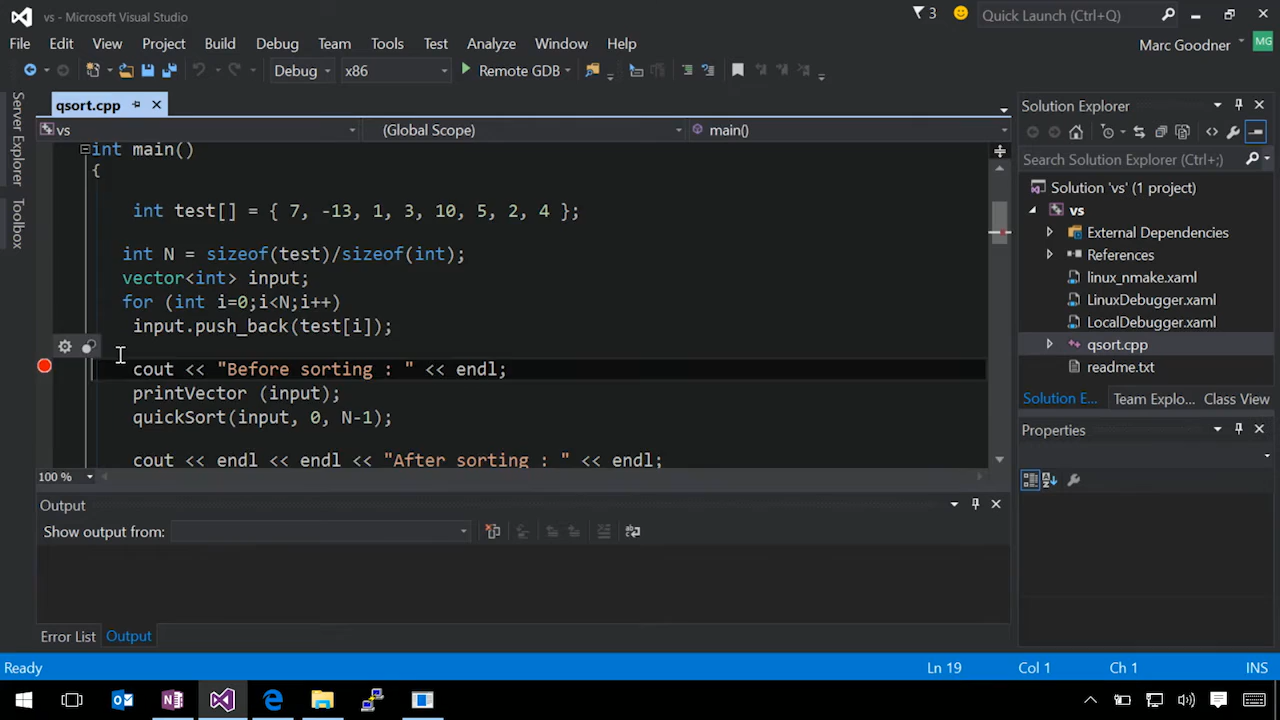 vs - Microsoft Visual Studio
3
Quick Launch (Ctrl+Q)
File Edit View Project Build Debug Team Tools Test Analyze Window Help
Marc Goodner
MG
Debug
x86
Remote GDB
Server Explorer
Toolbox
qsort.cpp
vs
(Global Scope)
main()
int main()
{
int test[] = { 7, -13, 1, 3, 10, 5, 2, 4 };
int N = sizeof(test)/sizeof(int);
vector<int> input;
for (int i=0;i<N;i++)
input.push_back(test[i]);
cout << "Before sorting : " << endl;
printVector (input);
quickSort(input, 0, N-1);
cout << endl << endl << "After sorting : " << endl;
100 %
Solution Explorer
Search Solution Explorer (Ctrl+;)
Solution 'vs' (1 project)
vs
External Dependencies
References
linux_nmake.xaml
LinuxDebugger.xaml
LocalDebugger.xaml
qsort.cpp
readme.txt
Solution E... Team Explo... Class View
Properties
Output
Show output from:
Error List Output
Ready
Ln 19
Col 1
Ch 1
INS